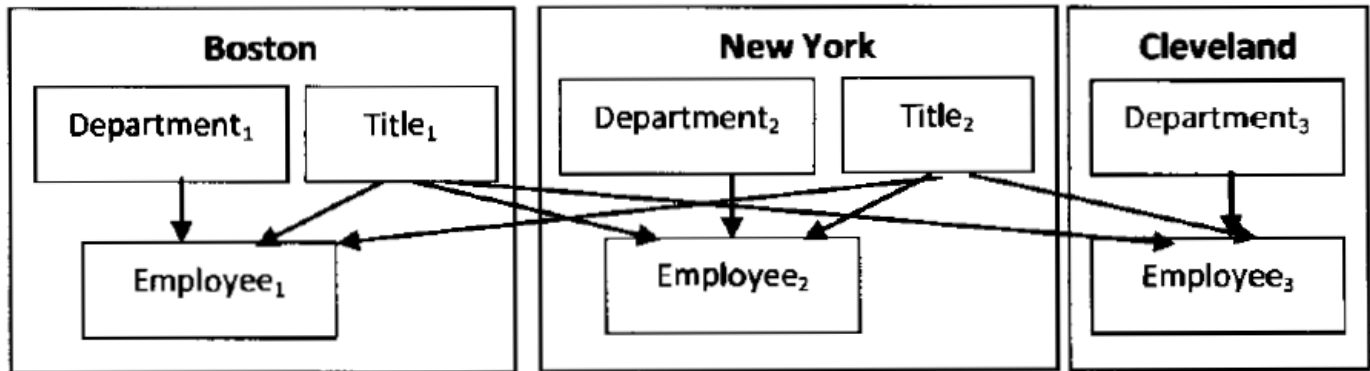 Boston
New York
Cleveland
Department₁
Title₁
Department₂
Title₂
Department₃
Employee₁
Employee₂
Employee₃